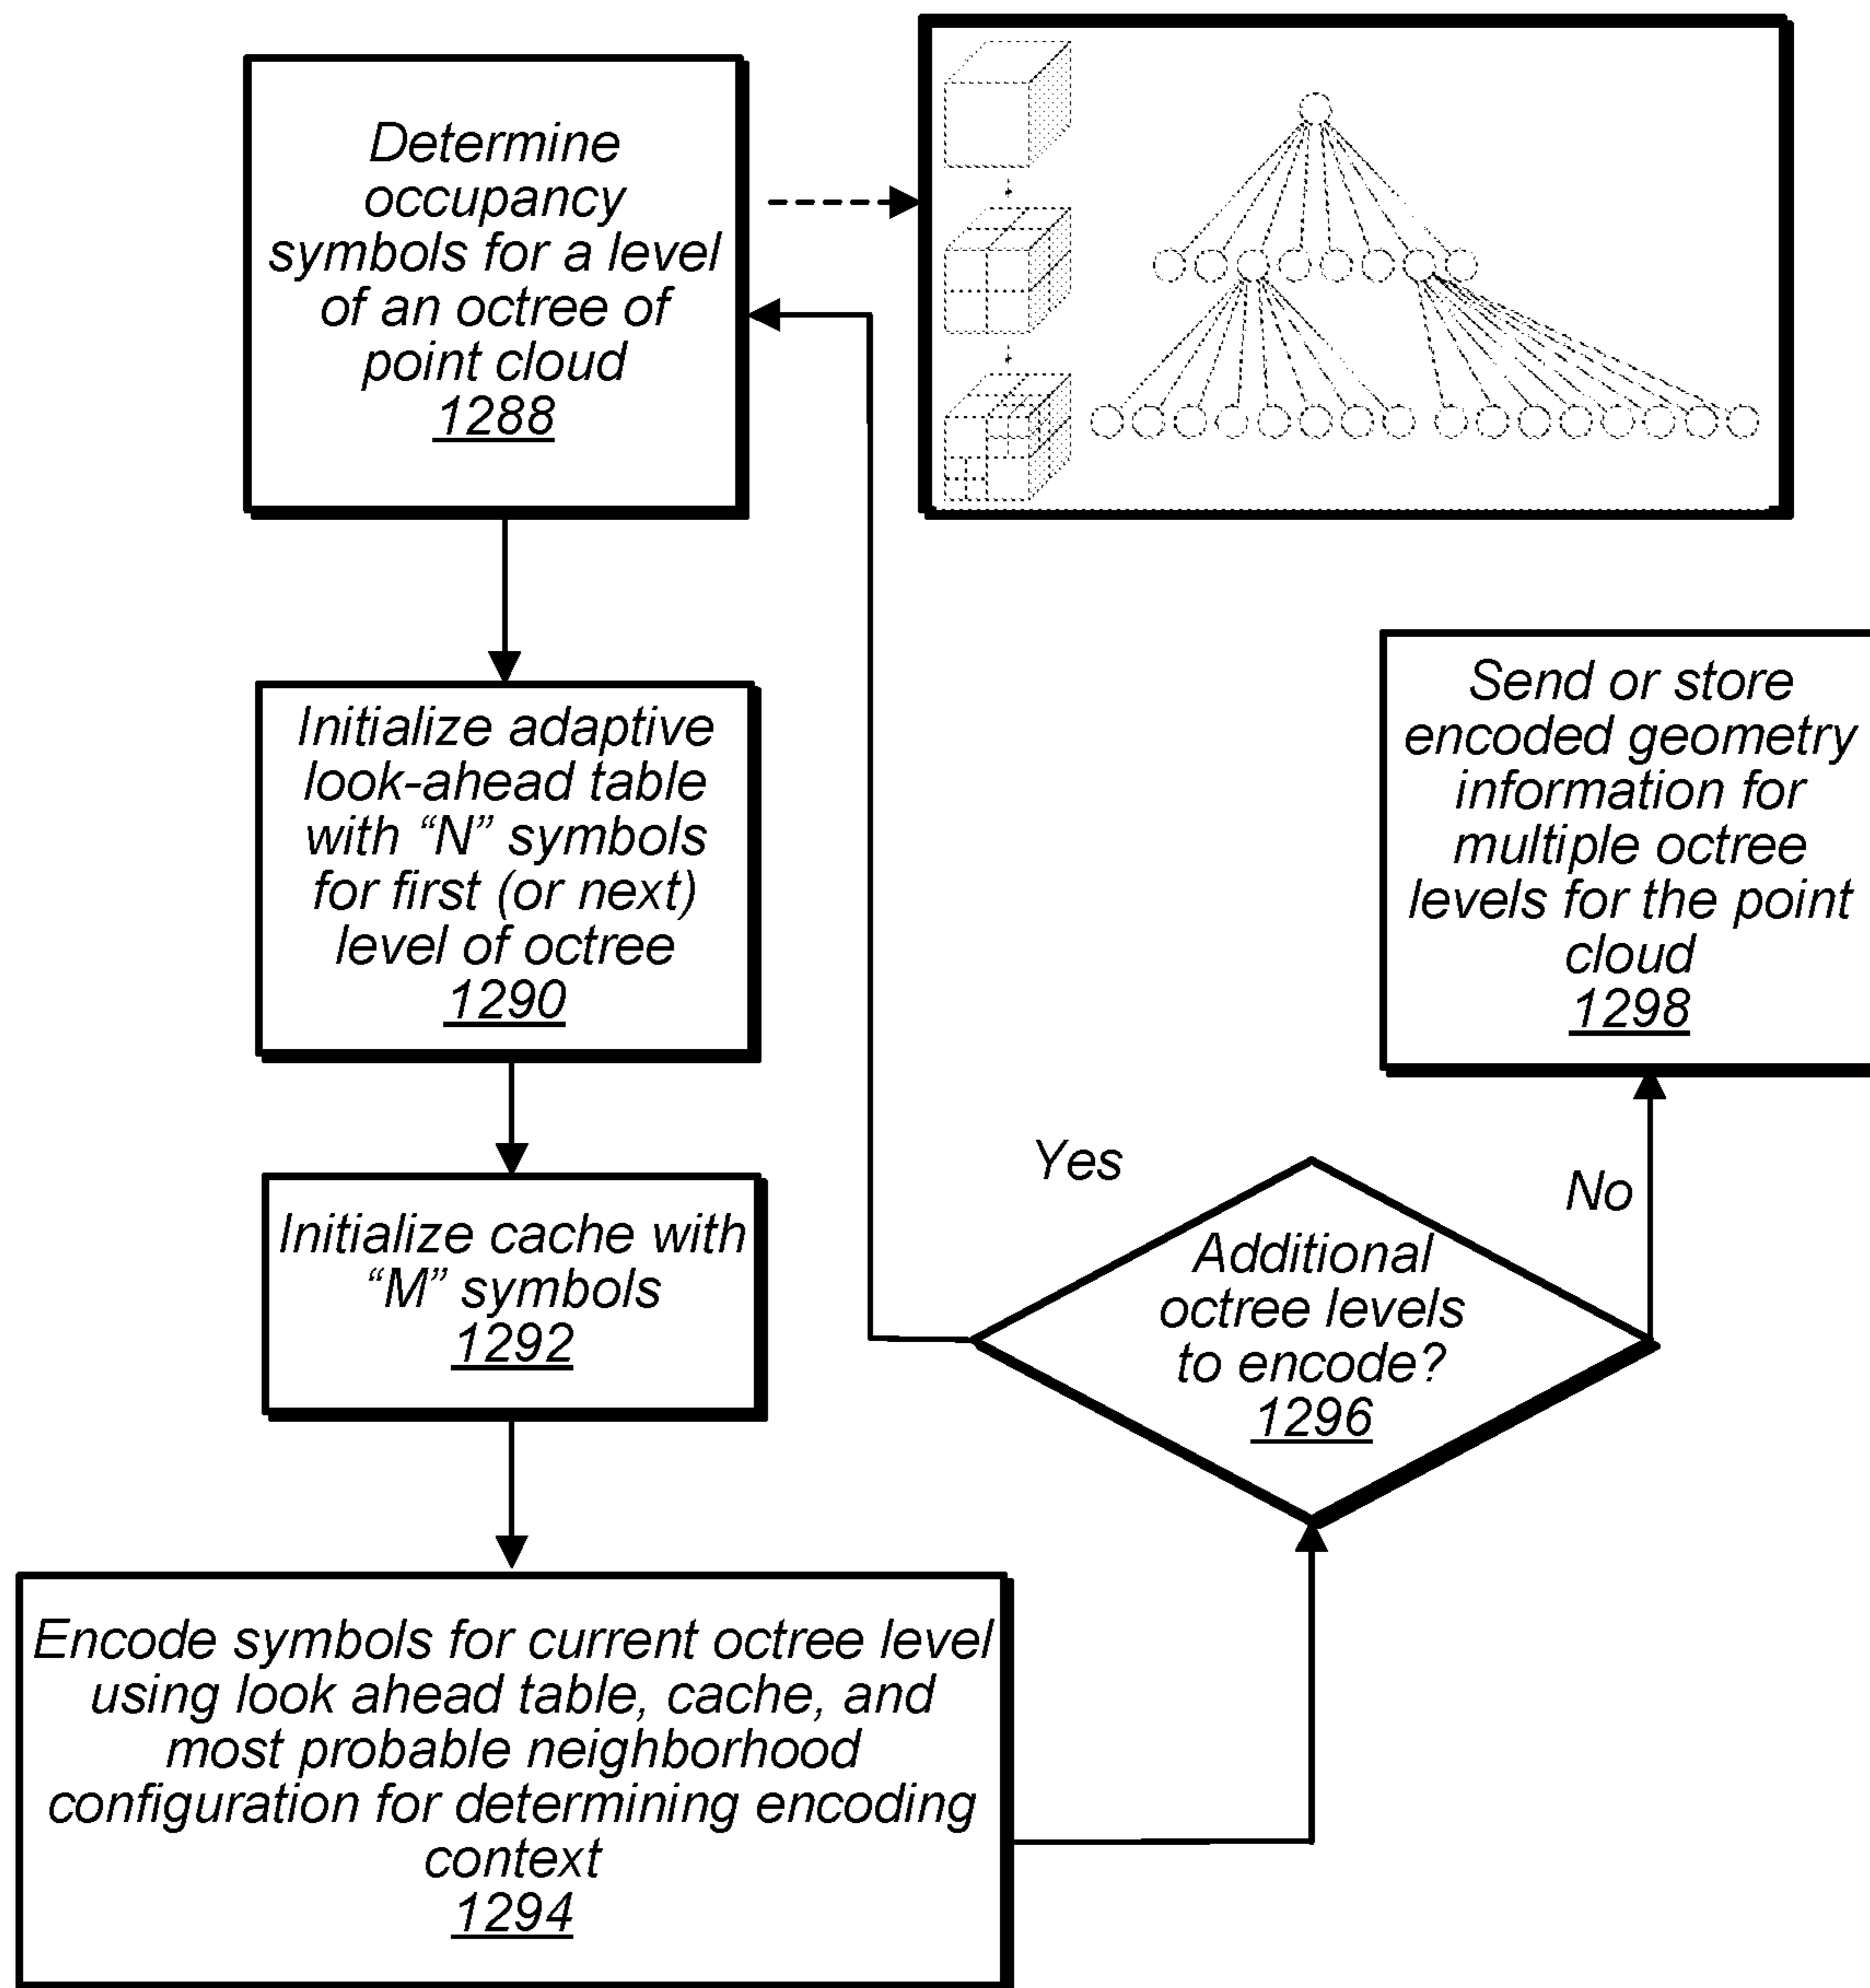 Determine
occupancy
symbols for a level
of an octree of
point cloud
1288
Initialize adaptive
look-ahead table
with “N” symbols
for first (or next)
level of octree
1290
Initialize cache with
“M” symbols
1292
Encode symbols for current octree level
using look ahead table, cache, and
most probable neighborhood
configuration for determining encoding
context
1294
Yes
No
Additional
octree levels
to encode?
1296
Send or store
encoded geometry
information for
multiple octree
levels for the point
cloud
1298